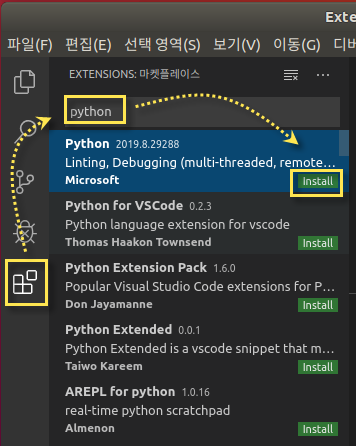 Exte
파일(F) 편집(E) 선택 영역(S) 보기(V) 이동(G) 디버
EXTENSIONS: 마켓플레이스
python
Python 2019.8.29288
Linting, Debugging (multi-threaded, remote...
Microsoft Install
Python for VSCode 0.2.3
Python language extension for vscode
Thomas Haakon Townsend Install
Python Extension Pack 1.6.0
Popular Visual Studio Code extensions for P...
Don Jayamanne Install
Python Extended 0.0.1
Python Extended is a vscode snippet that m...
Taiwo Kareem Install
AREPL for python 1.0.16
real-time python scratchpad
Almenon Install